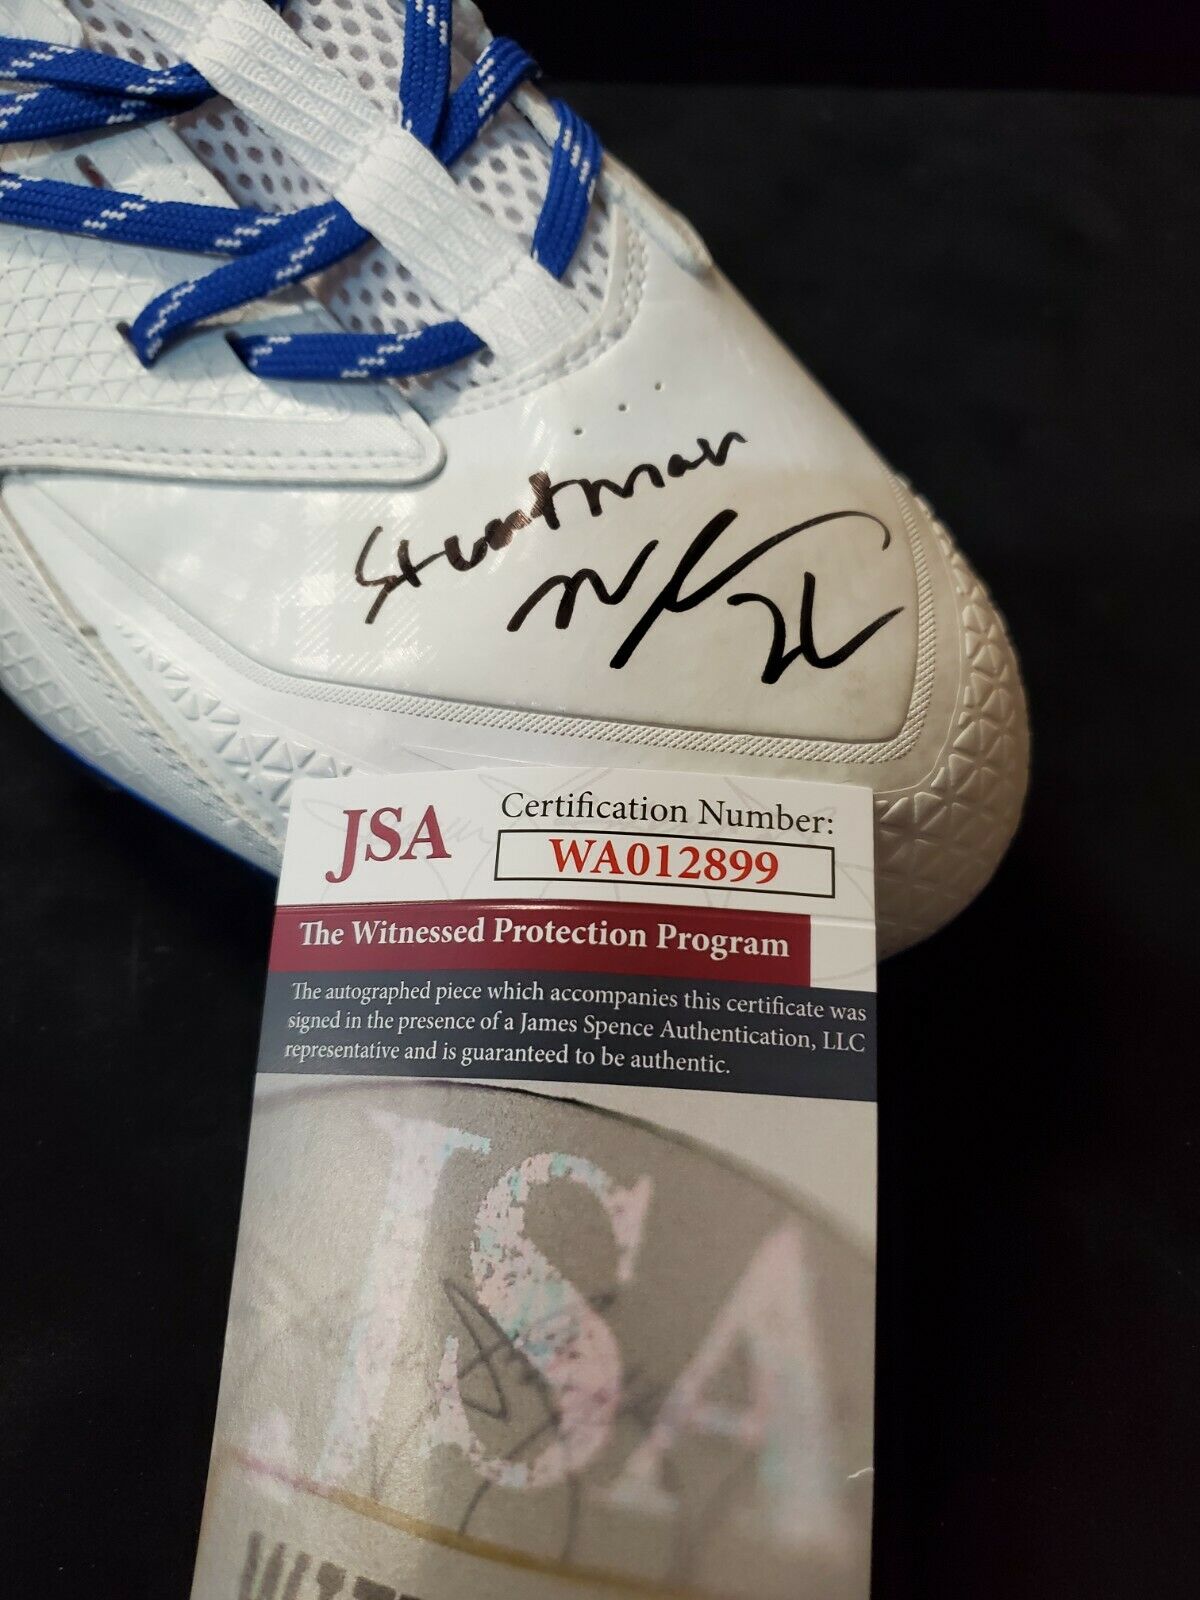 Stuntman
JSA
Certification Number:
WA012899
The Witnessed Protection Program
The autographed piece which accompanies this certificate was
signed in the presence of a James Spence Authentication, LLC
representative and is guaranteed to be authentic.
JSA